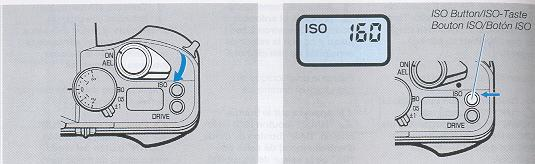 ON
AEL
ISO
DRIVE
ISO 160
ISO Button/ISO-Taste
Bouton ISO/Botón ISO
ON
AEL
ISO
DRIVE